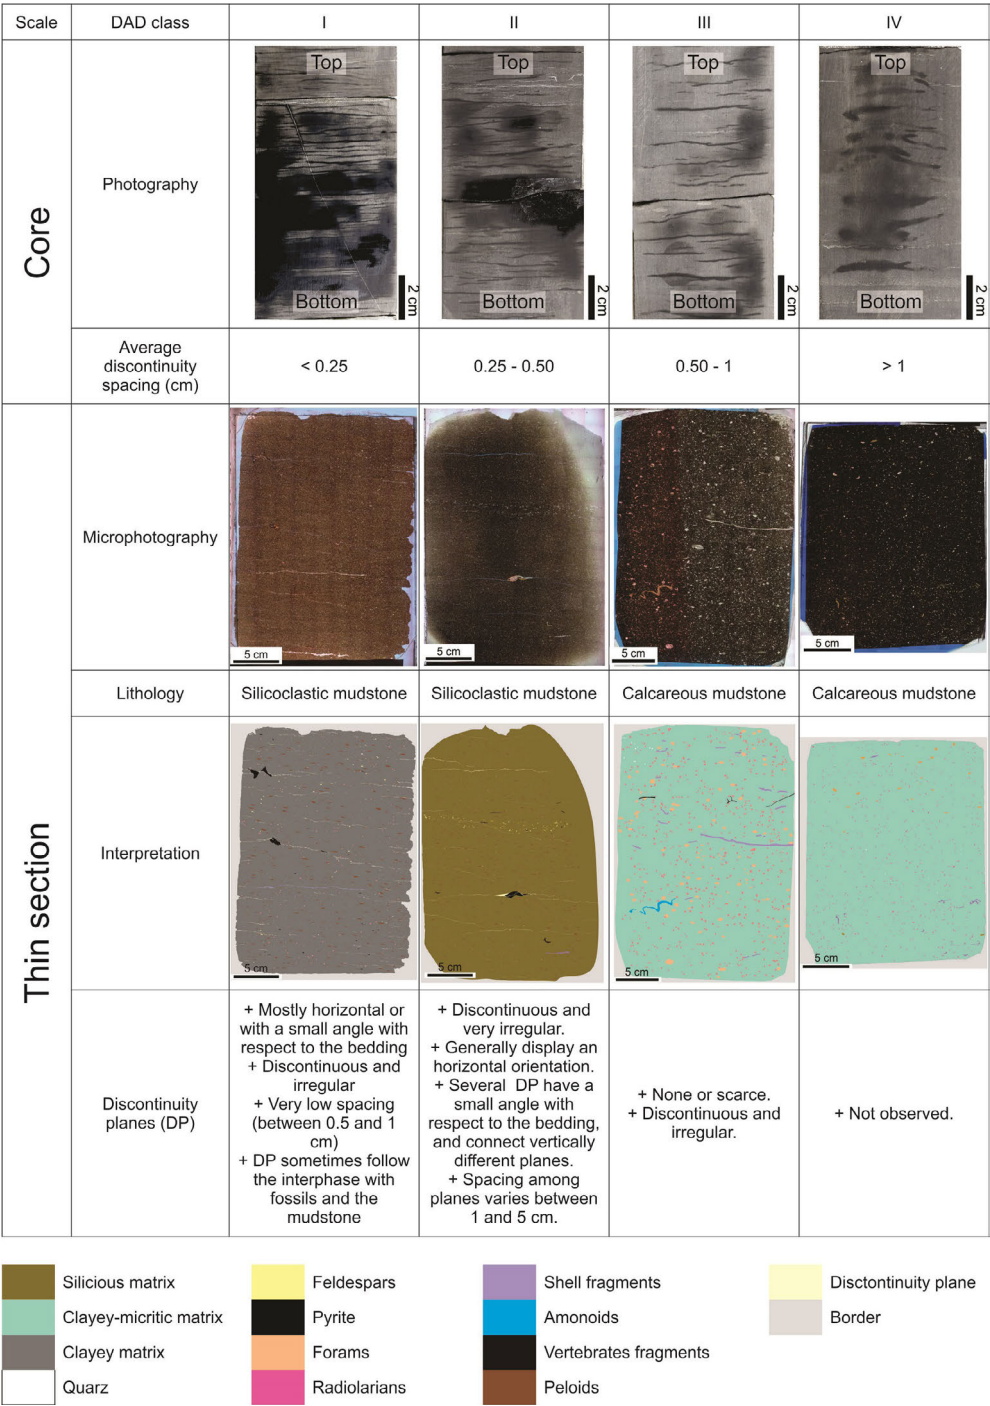 Scale
DAD class
I
II
III
IV
Core
Photography
Top
Bottom
2 cm
Top
Bottom
2 cm
Top
Bottom
2 cm
Top
Bottom
2 cm
Average
discontinuity
spacing (cm)
< 0.25
0.25 - 0.50
0.50 - 1
> 1
Thin section
Microphotography
5 cm
5 cm
5 cm
5 cm
Lithology
Silicoclastic mudstone
Silicoclastic mudstone
Calcareous mudstone
Calcareous mudstone
Interpretation
5 cm
5 cm
5 cm
5 cm
Discontinuity
planes (DP)
+ Mostly horizontal or
with a small angle with
respect to the bedding
+ Discontinuous and
irregular
+ Very low spacing
(between 0.5 and 1
cm)
+ DP sometimes follow
the interphase with
fossils and the
mudstone
+ Discontinuous and
very irregular.
+ Generally display an
horizontal orientation.
+ Several DP have a
small angle with
respect to the bedding,
and connect vertically
different planes.
+ Spacing among
planes varies between
1 and 5 cm.
+ None or scarce.
+ Discontinuous and
irregular.
+ Not observed.
Silicious matrix
Clayey-micritic matrix
Clayey matrix
Quarz
Feldespars
Pyrite
Forams
Radiolarians
Shell fragments
Amonoids
Vertebrates fragments
Peloids
Disctontinuity plane
Border